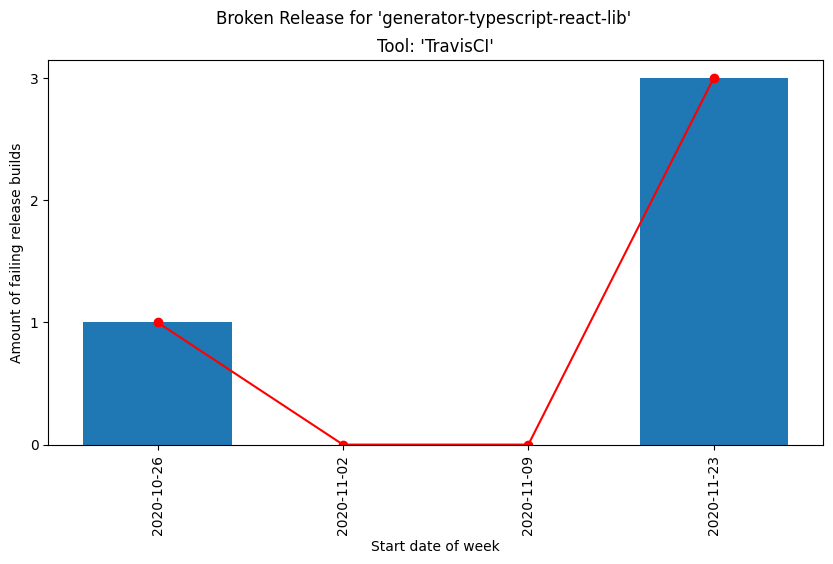 Broken Release for 'generator-typescript-react-lib'
Tool: 'TravisCI'
Amount of failing release builds
3
2
1
0
2020-10-26
2020-11-02
2020-11-09
2020-11-23
Start date of week